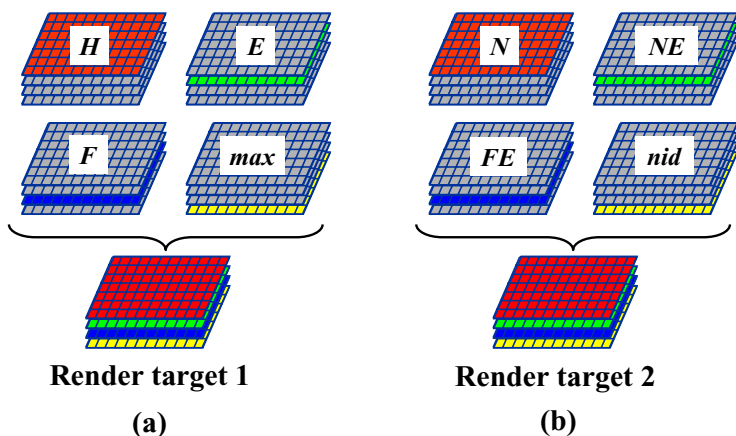 H E N NE
F max FE nid
Render target 1 Render target 2
(a) (b)